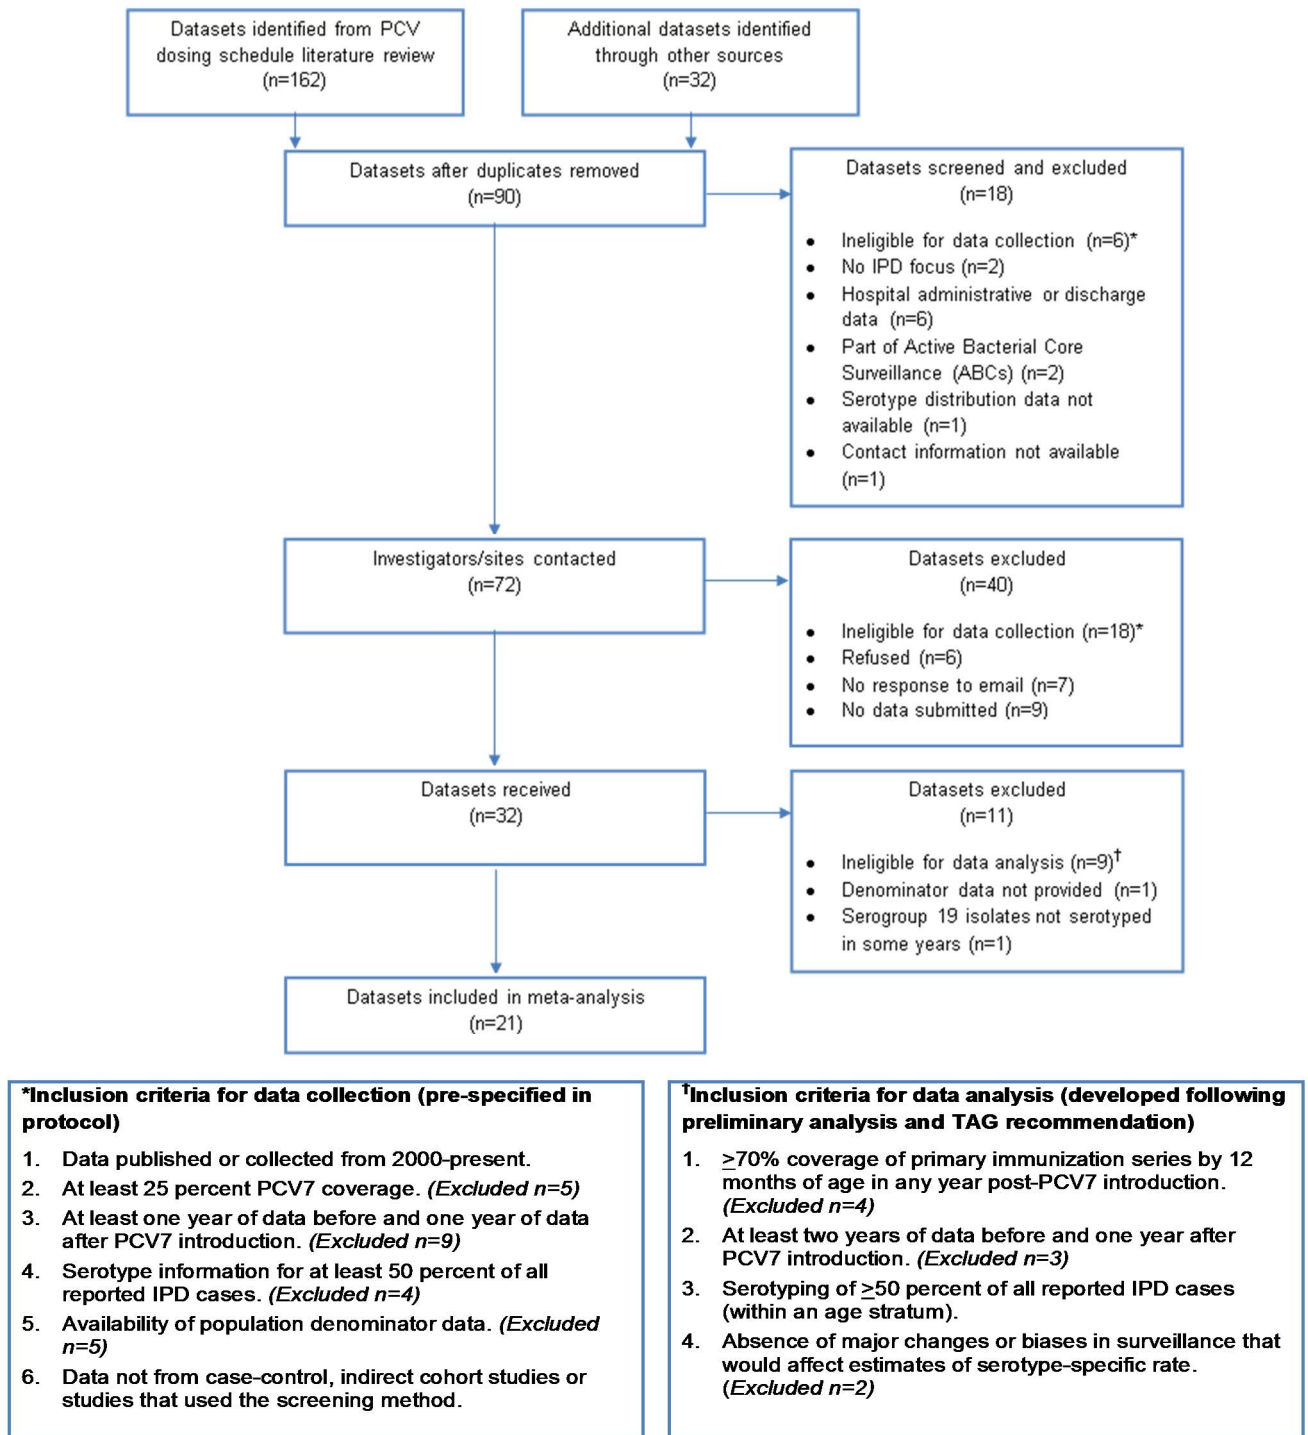 Datasets identified from PCV
dosing schedule literature review
(n=162)
Additional datasets identified
through other sources
(n=32)
Datasets after duplicates removed
(n=90)
Datasets screened and excluded
(n=18)
• Ineligible for data collection (n=6)*
• No IPD focus (n=2)
• Hospital administrative or discharge
data (n=6)
• Part of Active Bacterial Core
Surveillance (ABCs) (n=2)
• Serotype distribution data not
available (n=1)
• Contact information not available
(n=1)
Investigators/sites contacted
(n=72)
Datasets excluded
(n=40)
• Ineligible for data collection (n=18)*
• Refused (n=6)
• No response to email (n=7)
• No data submitted (n=9)
Datasets received
(n=32)
Datasets excluded
(n=11)
• Ineligible for data analysis (n=9)†
• Denominator data not provided (n=1)
• Serogroup 19 isolates not serotyped
in some years (n=1)
Datasets included in meta-analysis
(n=21)
*Inclusion criteria for data collection (pre-specified in
protocol)
1. Data published or collected from 2000-present.
2. At least 25 percent PCV7 coverage. (Excluded n=5)
3. At least one year of data before and one year of data
after PCV7 introduction. (Excluded n=9)
4. Serotype information for at least 50 percent of all
reported IPD cases. (Excluded n=4)
5. Availability of population denominator data. (Excluded
n=5)
6. Data not from case-control, indirect cohort studies or
studies that used the screening method.
†Inclusion criteria for data analysis (developed following
preliminary analysis and TAG recommendation)
1. ≥70% coverage of primary immunization series by 12
months of age in any year post-PCV7 introduction.
(Excluded n=4)
2. At least two years of data before and one year after
PCV7 introduction. (Excluded n=3)
3. Serotyping of ≥50 percent of all reported IPD cases
(within an age stratum).
4. Absence of major changes or biases in surveillance that
would affect estimates of serotype-specific rate.
(Excluded n=2)